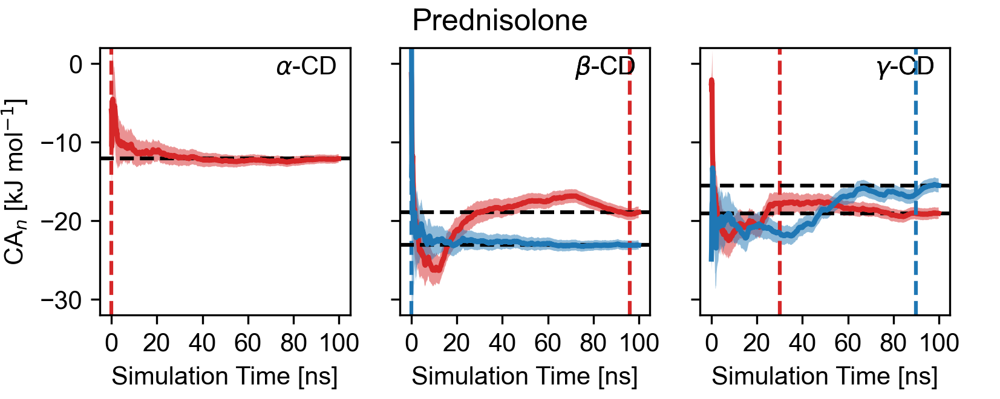 Prednisolone
α-CD
β-CD
γ-CD
0
−10
−20
−30
CAₙ [kJ mol⁻¹]
0 20 40 60 80 100
0 20 40 60 80 100
0 20 40 60 80 100
Simulation Time [ns]
Simulation Time [ns]
Simulation Time [ns]